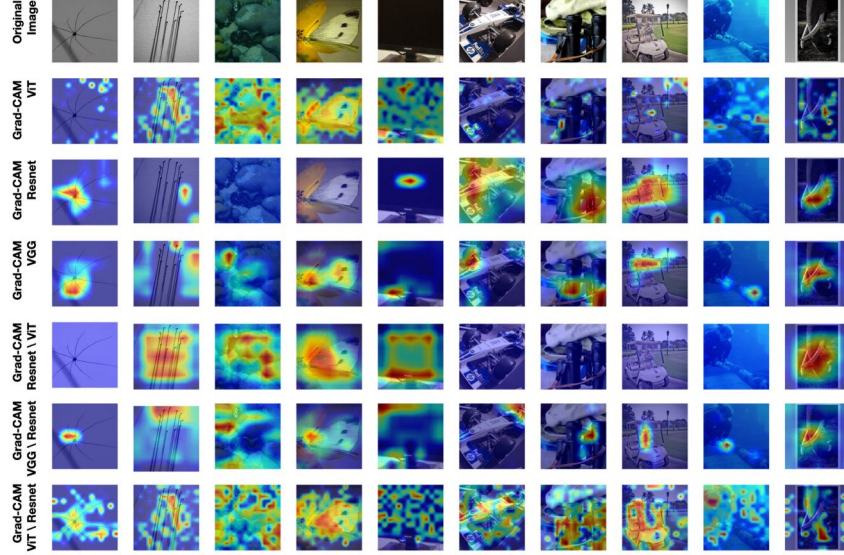 Original
Image
Grad-CAM
ViT
Grad-CAM
Resnet
Grad-CAM
VGG
Grad-CAM
Resnet \ ViT
Grad-CAM
VGG \ Resnet
Grad-CAM
ViT \ Resnet